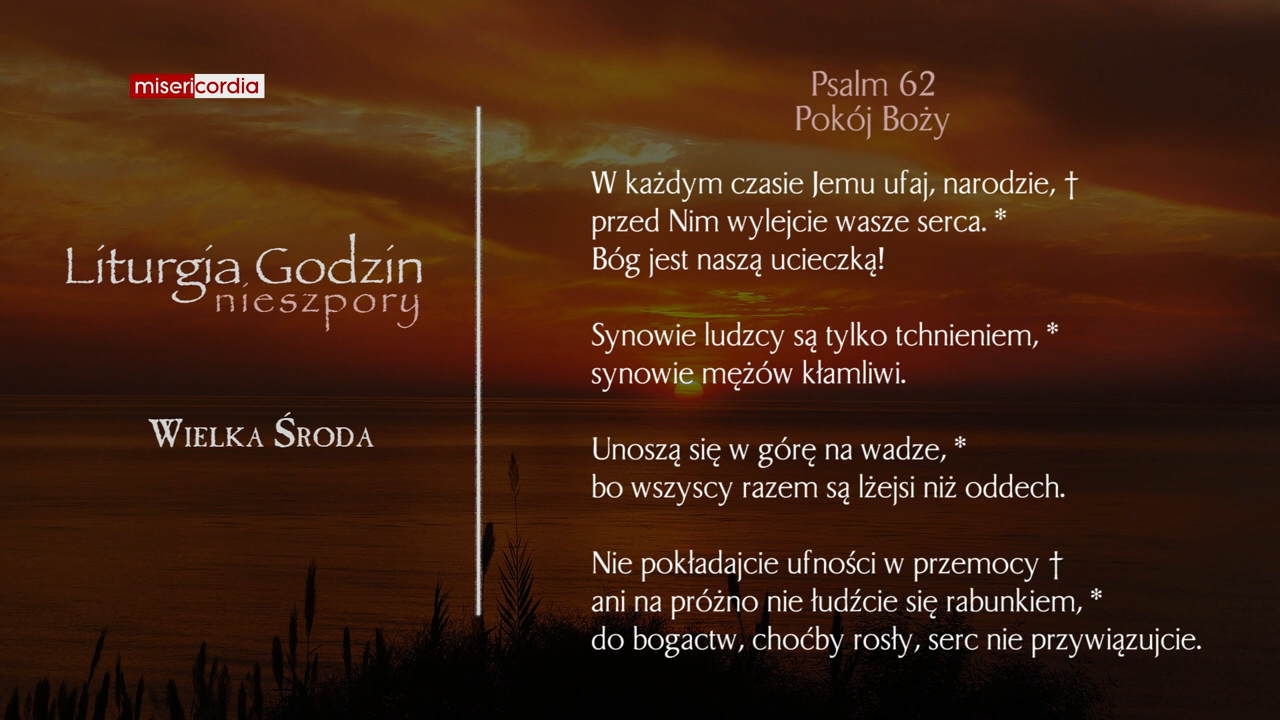 misericordia
Liturgia Godzin
nieszpory
Wielka Środa
Psalm 62
Pokój Boży
W każdym czasie Jemu ufaj, narodzie, †
przed Nim wylejcie wasze serca. *
Bóg jest naszą ucieczką!
Synowie ludzcy są tylko tchnieniem, *
synowie mężów kłamliwi.
Unoszą się w górę na wadze, *
bo wszyscy razem są lżejsi niż oddech.
Nie pokładajcie ufności w przemocy †
ani na próżno nie łudźcie się rabunkiem, *
do bogactw, choćby rosły, serc nie przywiązujcie.